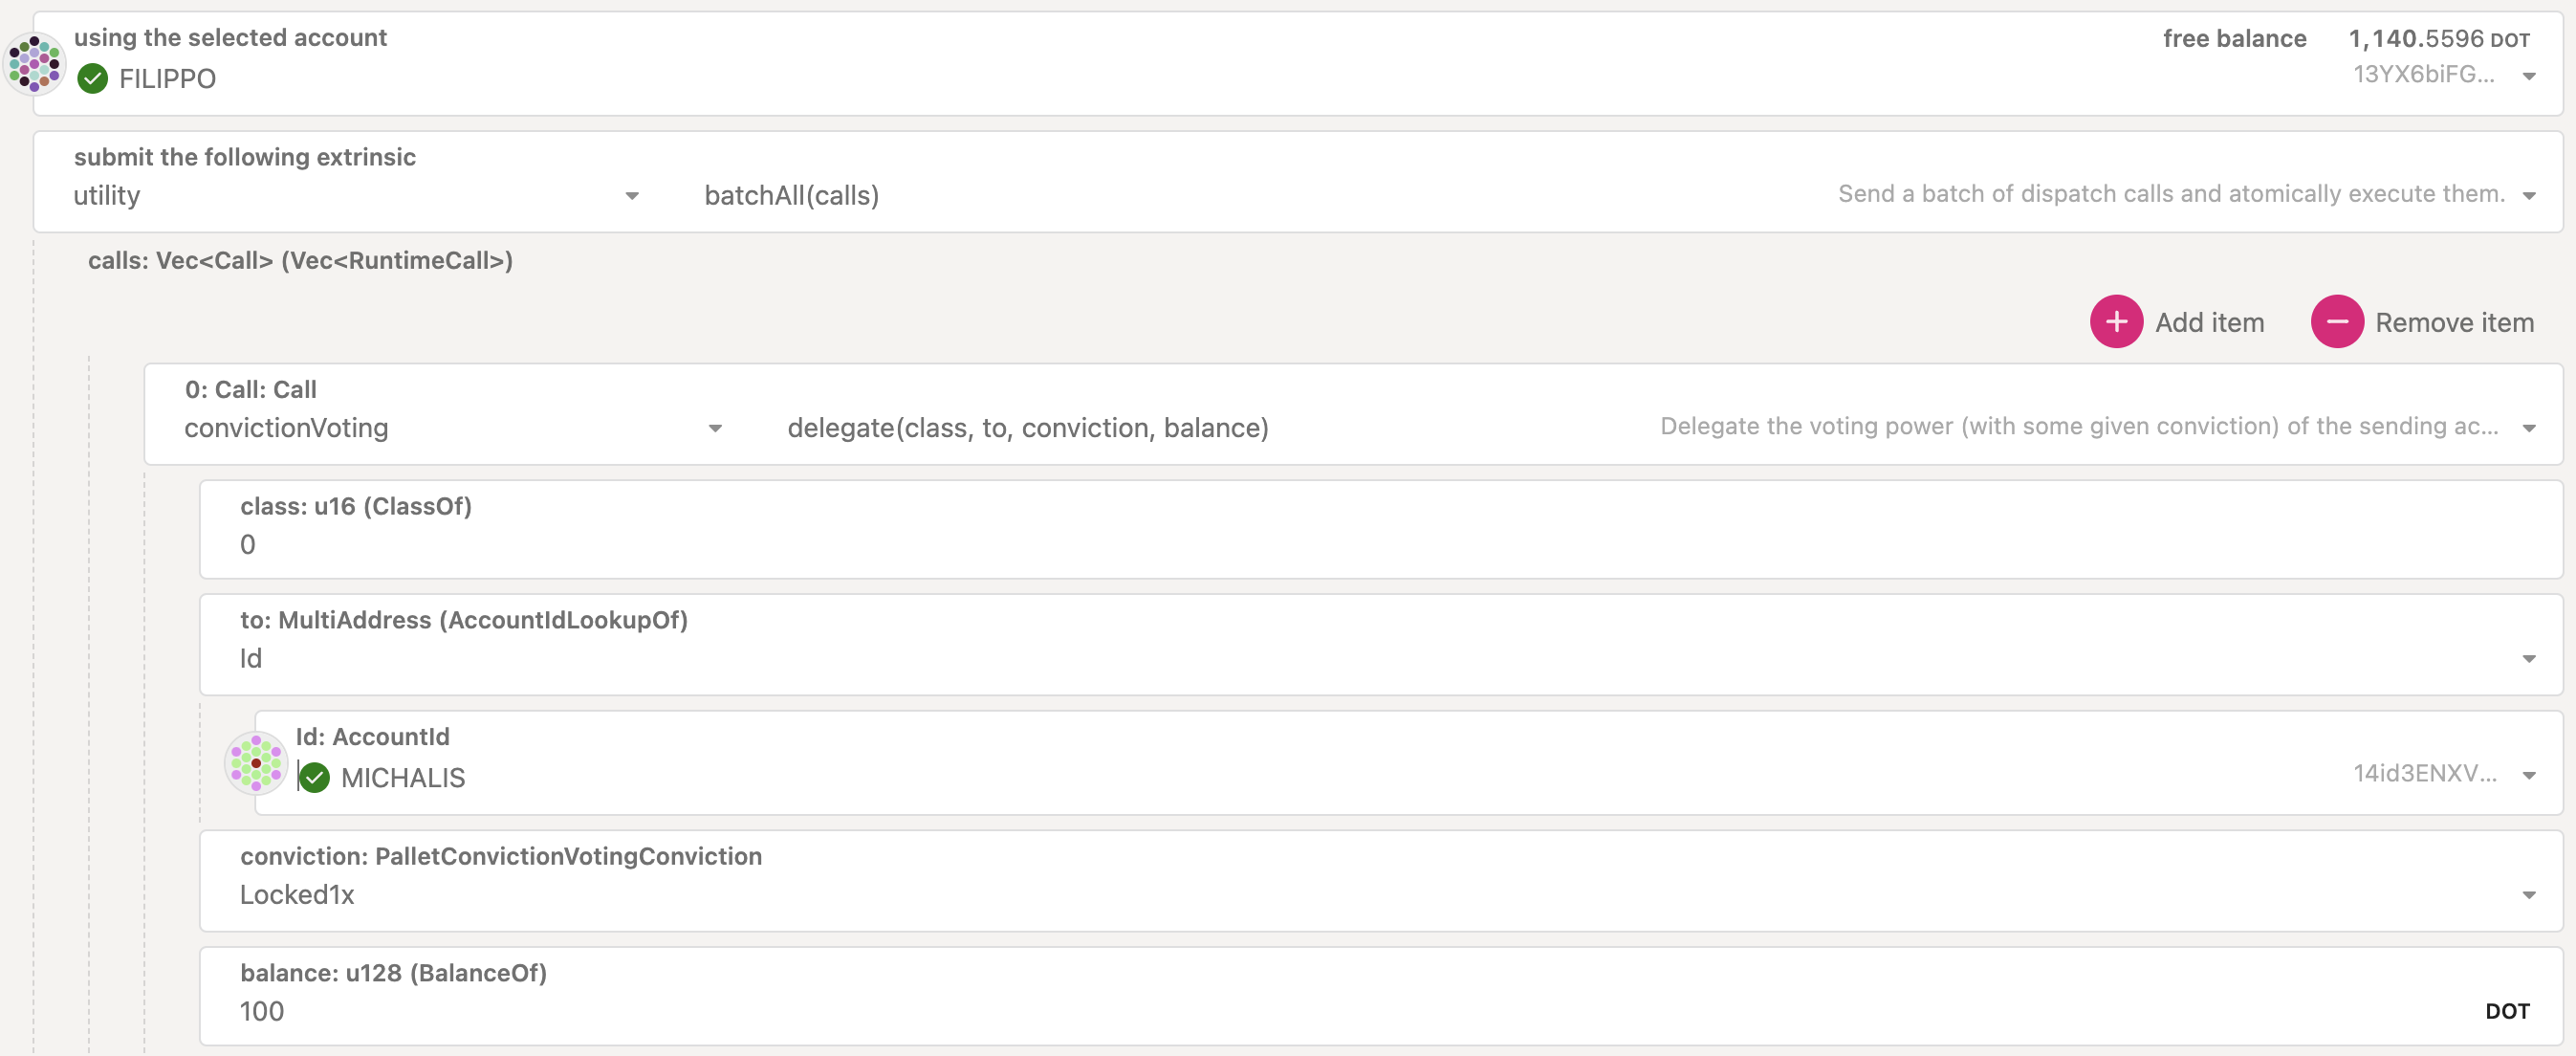 using the selected account
free balance 1,140.5596 DOT
FILIPPO
13YX6biFG...
submit the following extrinsic
utility
batchAll(calls)
Send a batch of dispatch calls and atomically execute them.
calls: Vec<Call> (Vec<RuntimeCall>)
Add item
Remove item
0: Call: Call
convictionVoting
delegate(class, to, conviction, balance)
Delegate the voting power (with some given conviction) of the sending ac...
class: u16 (ClassOf)
0
to: MultiAddress (AccountIdLookupOf)
Id
Id: AccountId
MICHALIS
14id3ENXV...
conviction: PalletConvictionVotingConviction
Locked1x
balance: u128 (BalanceOf)
100
DOT